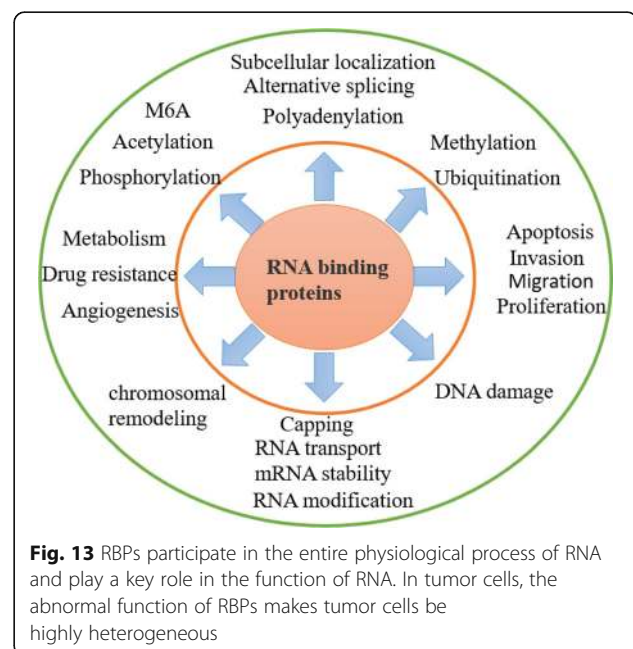 Subcellular localization
Alternative splicing
Polyadenylation
M6A
Acetylation
Phosphorylation
Methylation
Ubiquitination
Metabolism
Drug resistance
Angiogenesis
RNA binding
proteins
Apoptosis
Invasion
Migration
Proliferation
chromosomal
remodeling
DNA damage
Capping
RNA transport
mRNA stability
RNA modification
Fig. 13 RBPs participate in the entire physiological process of RNA
and play a key role in the function of RNA. In tumor cells, the
abnormal function of RBPs makes tumor cells be
highly heterogeneous